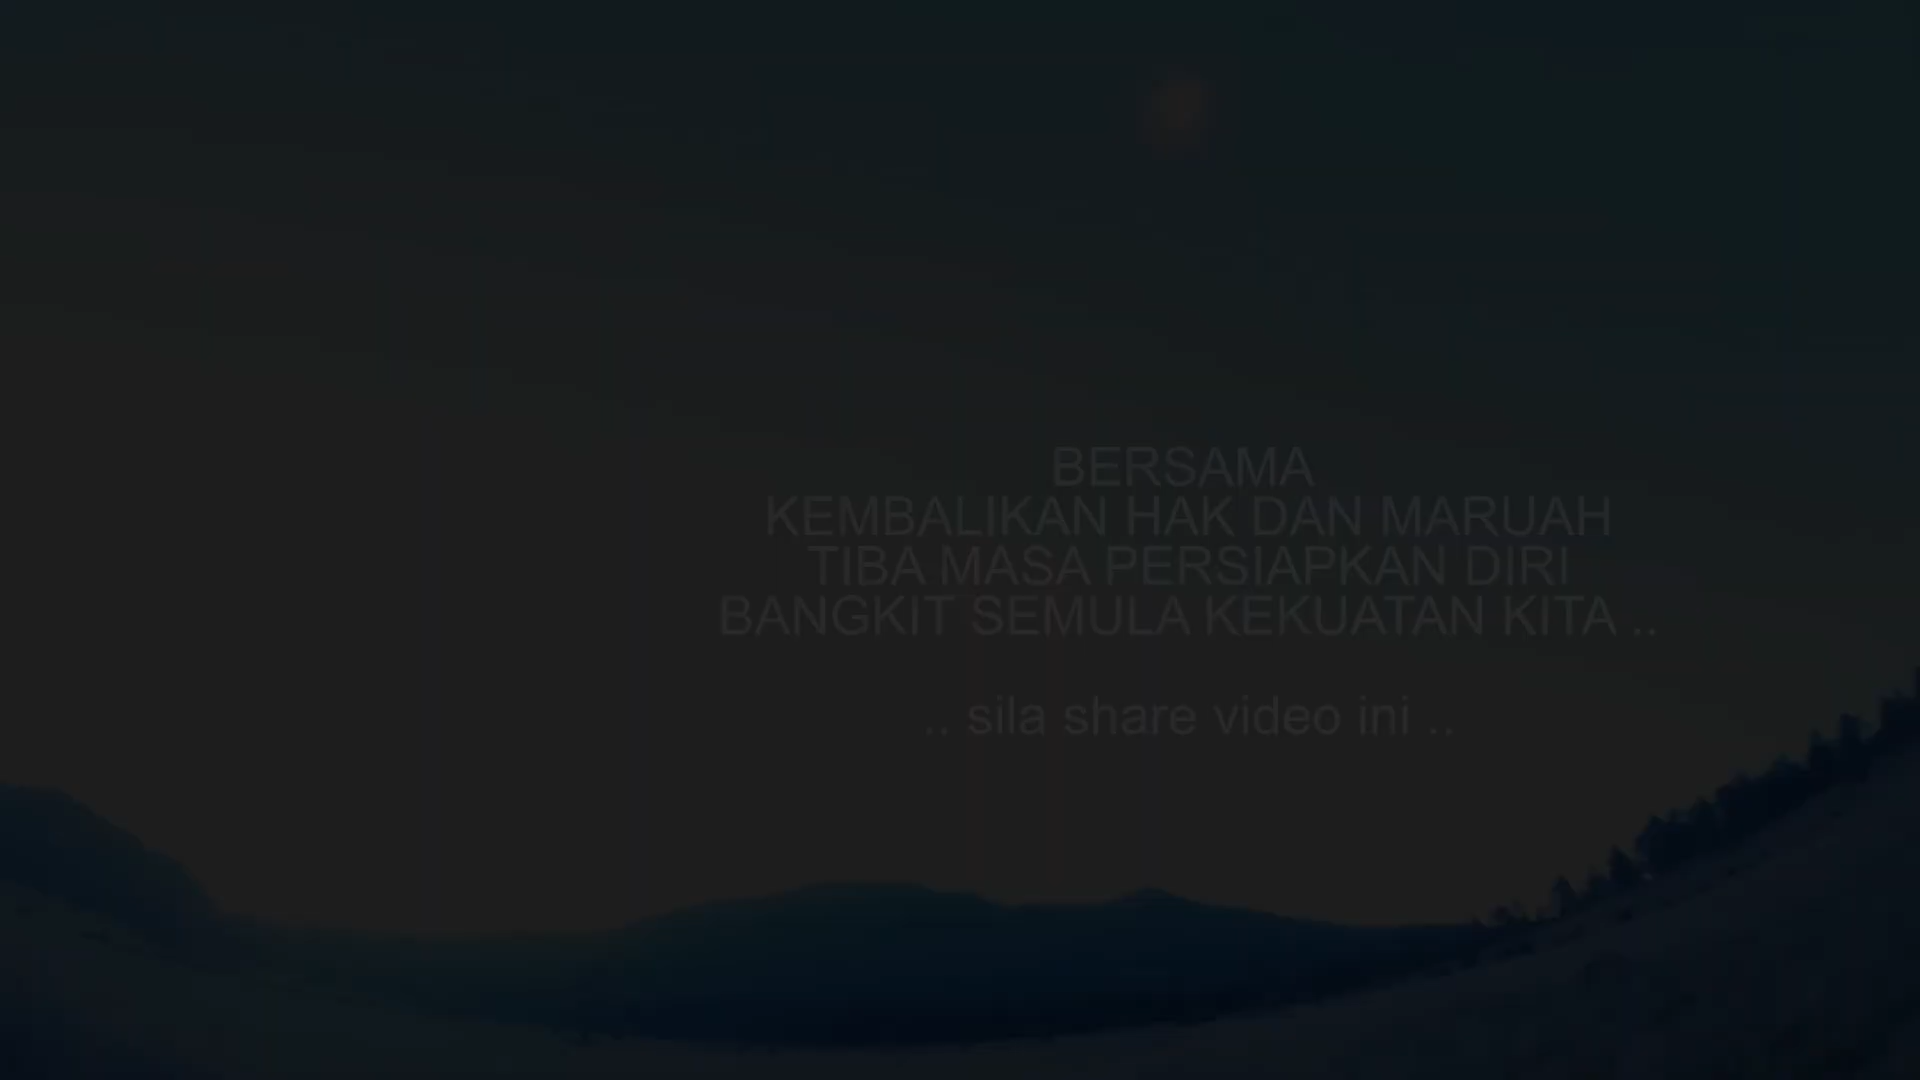 BERSAMA
KEMBALIKAN HAK DAN MARUAH
TIBA MASA PERSIAPKAN DIRI
BANGKIT SEMULA KEKUATAN KITA ..
.. sila share video ini ..